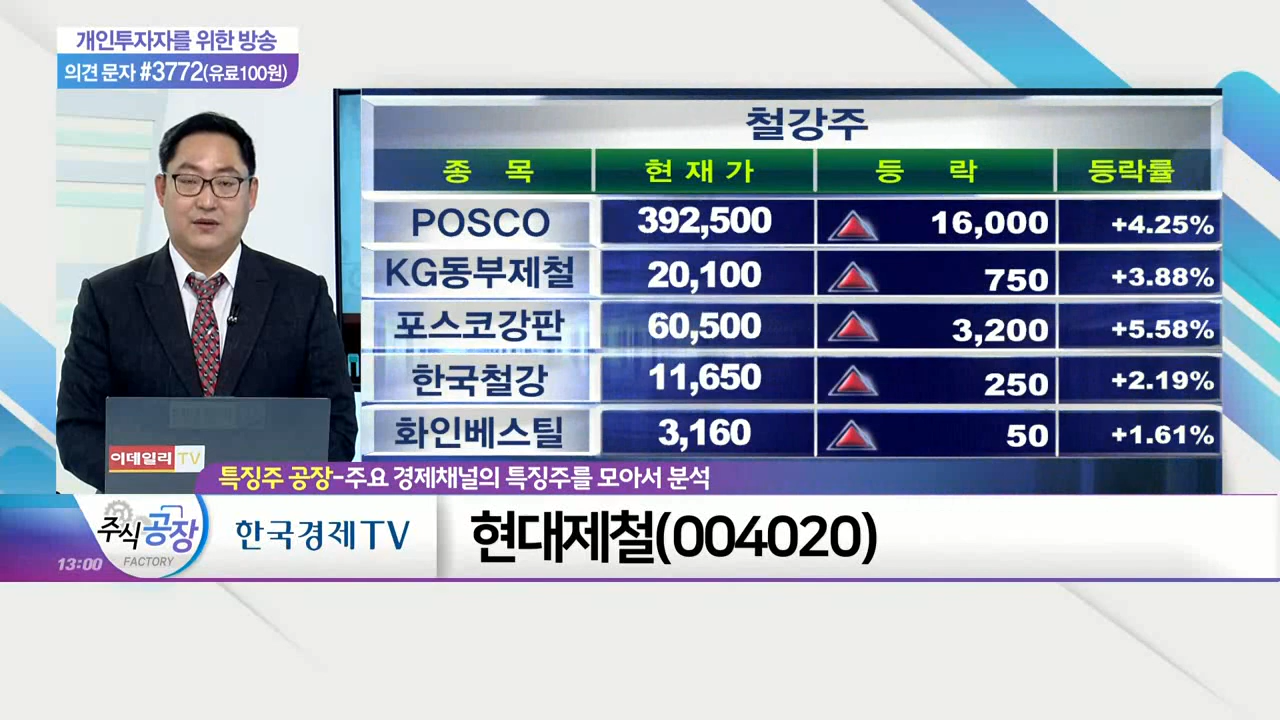 개인투자자를 위한 방송
의견 문자 #3772(유료100원)
철강주
종 목 현 재 가 등 락 등락률
POSCO 392,500 ▲ 16,000 +4.25%
KG동부제철 20,100 ▲ 750 +3.88%
포스코강판 60,500 ▲ 3,200 +5.58%
한국철강 11,650 ▲ 250 +2.19%
화인베스틸 3,160 ▲ 50 +1.61%
이데일리 TV
특징주 공장-주요 경제채널의 특징주를 모아서 분석
주식공장
FACTORY
13:00
한국경제TV
현대제철(004020)